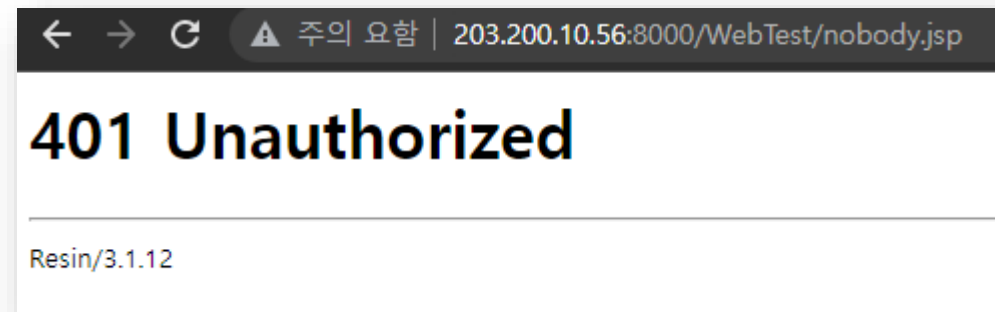 주의 요함 | 203.200.10.56:8000/WebTest/nobody.jsp
401 Unauthorized
Resin/3.1.12